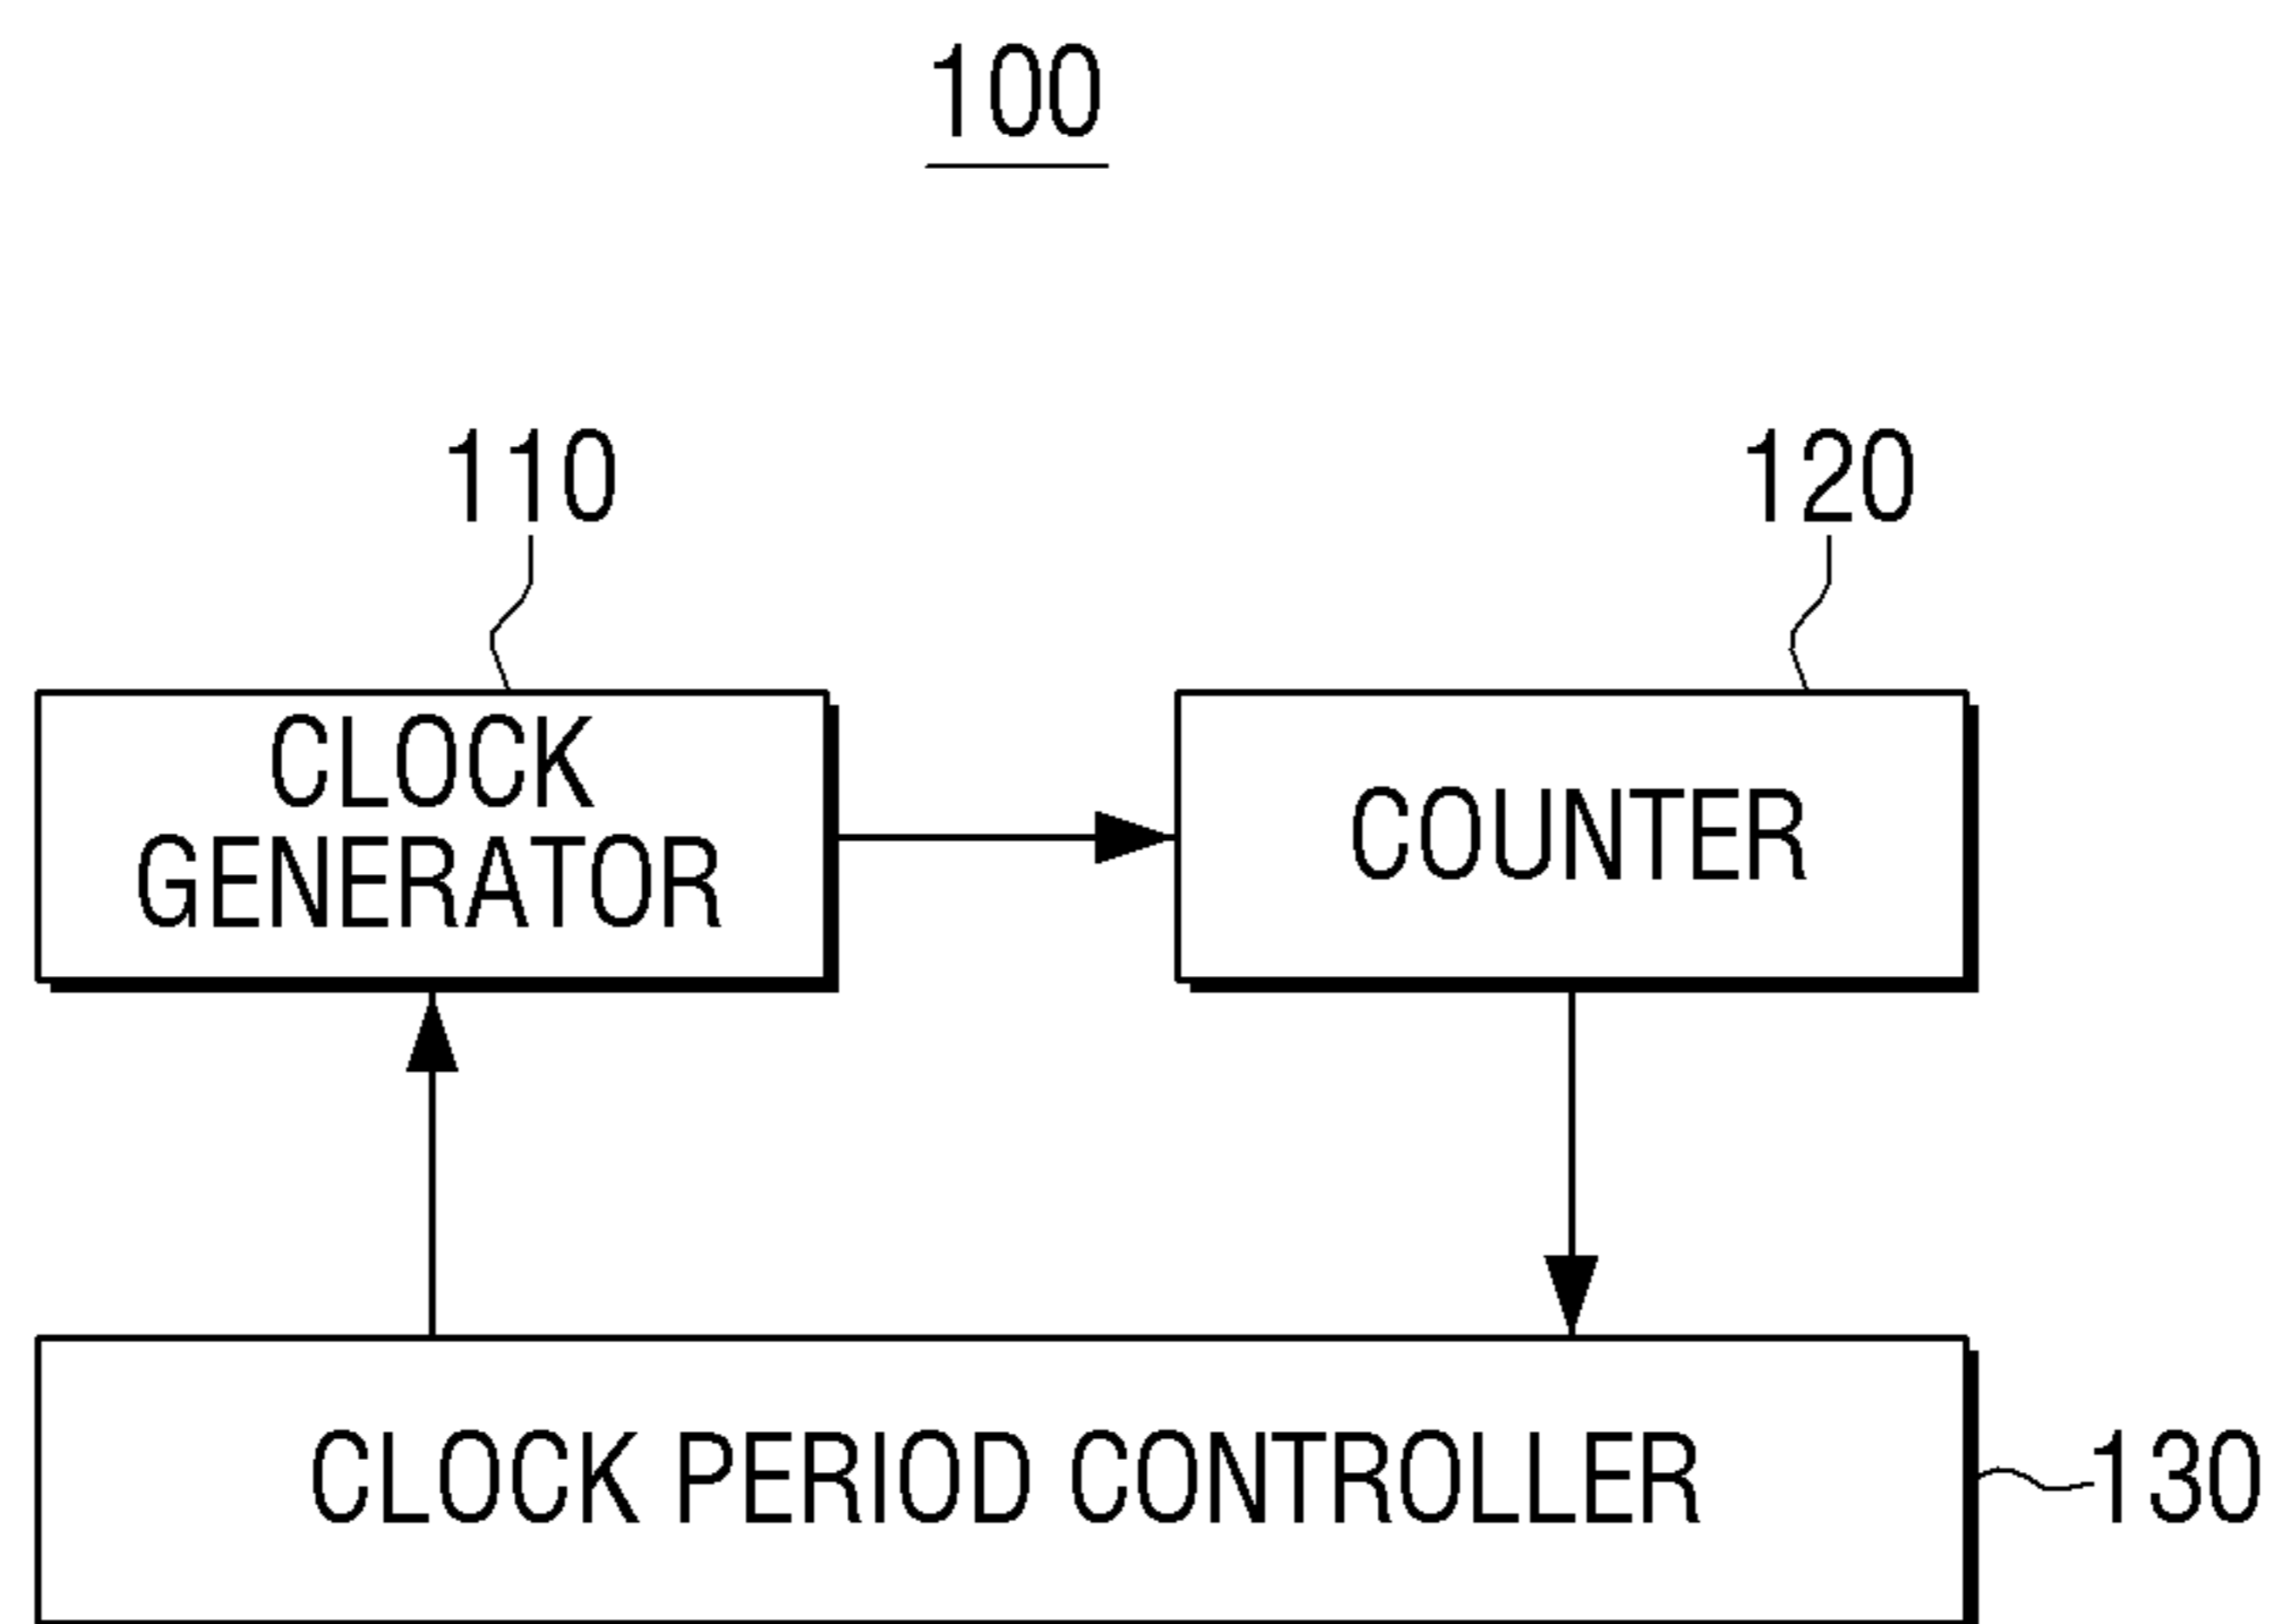 100
110
120
CLOCK
GENERATOR
COUNTER
CLOCK PERIOD CONTROLLER
130